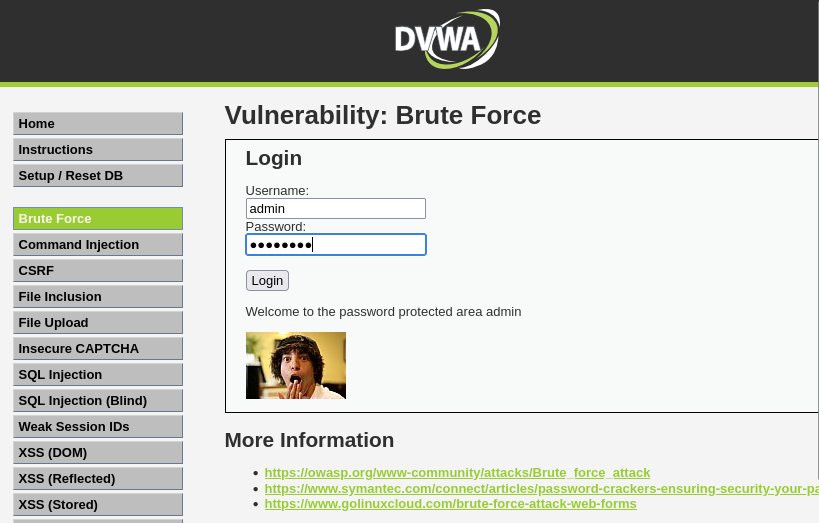 DVWA
Vulnerability: Brute Force
Home
Instructions
Setup / Reset DB
Brute Force
Command Injection
CSRF
File Inclusion
File Upload
Insecure CAPTCHA
SQL Injection
SQL Injection (Blind)
Weak Session IDs
XSS (DOM)
XSS (Reflected)
XSS (Stored)
Login
Username:
admin
Password:
●●●●●●●●
Login
Welcome to the password protected area admin
More Information
https://owasp.org/www-community/attacks/Brute_force_attack
https://www.symantec.com/connect/articles/password-crackers-ensuring-security-your-pa
https://www.golinuxcloud.com/brute-force-attack-web-forms